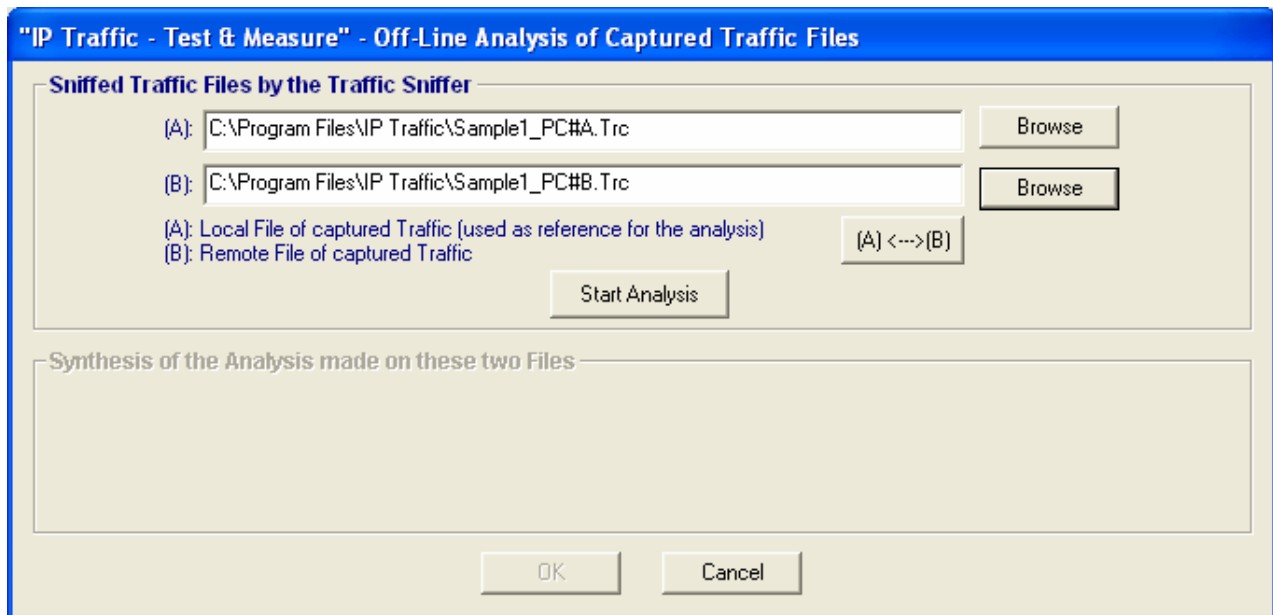 "IP Traffic - Test & Measure" - Off-Line Analysis of Captured Traffic Files
Sniffed Traffic Files by the Traffic Sniffer
(A): C:\Program Files\IP Traffic\Sample1_PC#A.Trc Browse
(B): C:\Program Files\IP Traffic\Sample1_PC#B.Trc Browse
(A): Local File of captured Traffic (used as reference for the analysis)
(B): Remote File of captured Traffic
(A) <--->(B)
Start Analysis
Synthesis of the Analysis made on these two Files
OK Cancel